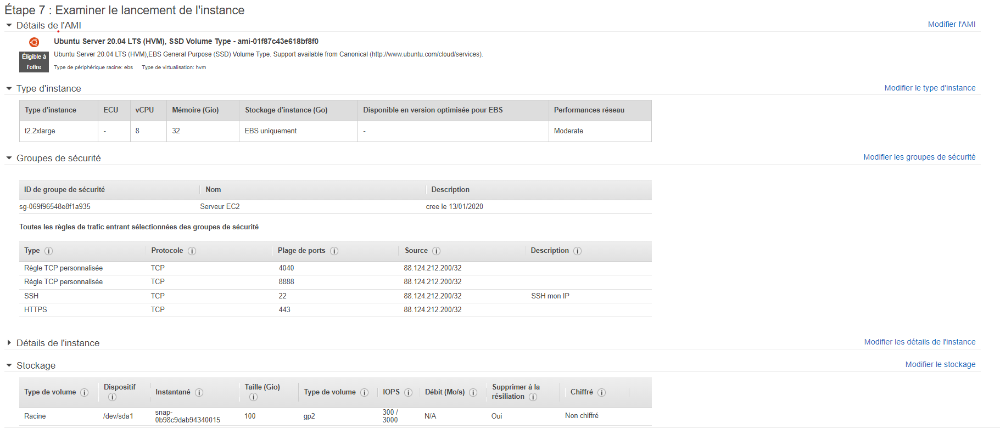 Étape 7 : Examiner le lancement de l'instance
Détails de l'AMI
Modifier l'AMI
Ubuntu Server 20.04 LTS (HVM), SSD Volume Type - ami-01f87c43e618bf8f0
Éligible à l'offre
Ubuntu Server 20.04 LTS (HVM),EBS General Purpose (SSD) Volume Type. Support available from Canonical (http://www.ubuntu.com/cloud/services).
Type de périphérique racine: ebs Type de virtualisation: hvm
Type d'instance
Modifier le type d'instance
Type d'instance ECU vCPU Mémoire (Gio) Stockage d'instance (Go) Disponible en version optimisée pour EBS Performances réseau
t2.2xlarge - 8 32 EBS uniquement - Moderate
Groupes de sécurité
Modifier les groupes de sécurité
ID de groupe de sécurité Nom Description
sg-069f96548e8f1a935 Serveur EC2 cree le 13/01/2020
Toutes les règles de trafic entrant sélectionnées des groupes de sécurité
Type Protocole Plage de ports Source Description
Règle TCP personnalisée TCP 4040 88.124.212.200/32
Règle TCP personnalisée TCP 8888 88.124.212.200/32
SSH TCP 22 88.124.212.200/32 SSH mon IP
HTTPS TCP 443 88.124.212.200/32
Détails de l'instance
Modifier les détails de l'instance
Stockage
Modifier le stockage
Type de volume Dispositif Instantané Taille (Gio) Type de volume IOPS Débit (Mo/s) Supprimer à la résiliation Chiffré
Racine /dev/sda1 snap-0b98c9dab94340015 100 gp2 300 / 3000 N/A Oui Non chiffré